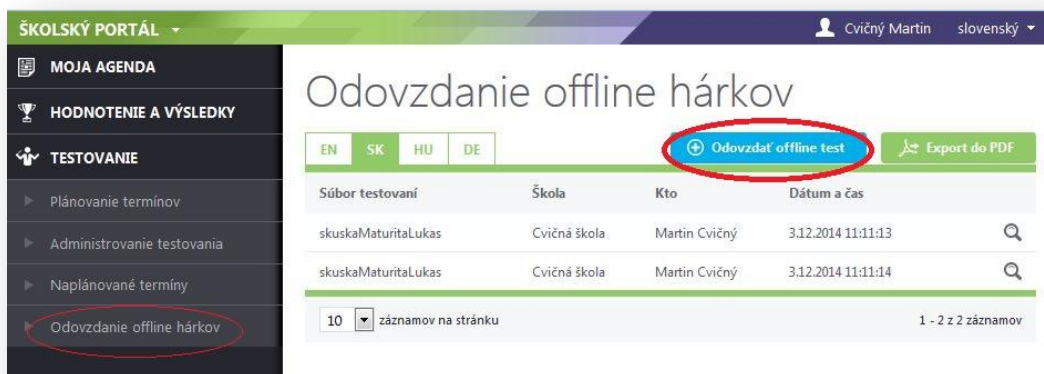 ŠKOLSKÝ PORTÁL
Cvičný Martin slovenský
MOJA AGENDA
HODNOTENIE A VÝSLEDKY
TESTOVANIE
Plánovanie termínov
Administrovanie testovania
Naplánované termíny
Odovzdanie offline hárkov
Odovzdanie offline hárkov
EN SK HU DE
Odovzdať offline test
Export do PDF
Súbor testovaní Škola Kto Dátum a čas
skuskaMaturitaLukas Cvičná škola Martin Cvičný 3.12.2014 11:11:13
skuskaMaturitaLukas Cvičná škola Martin Cvičný 3.12.2014 11:11:14
10 záznamov na stránku 1 - 2 z 2 záznamov